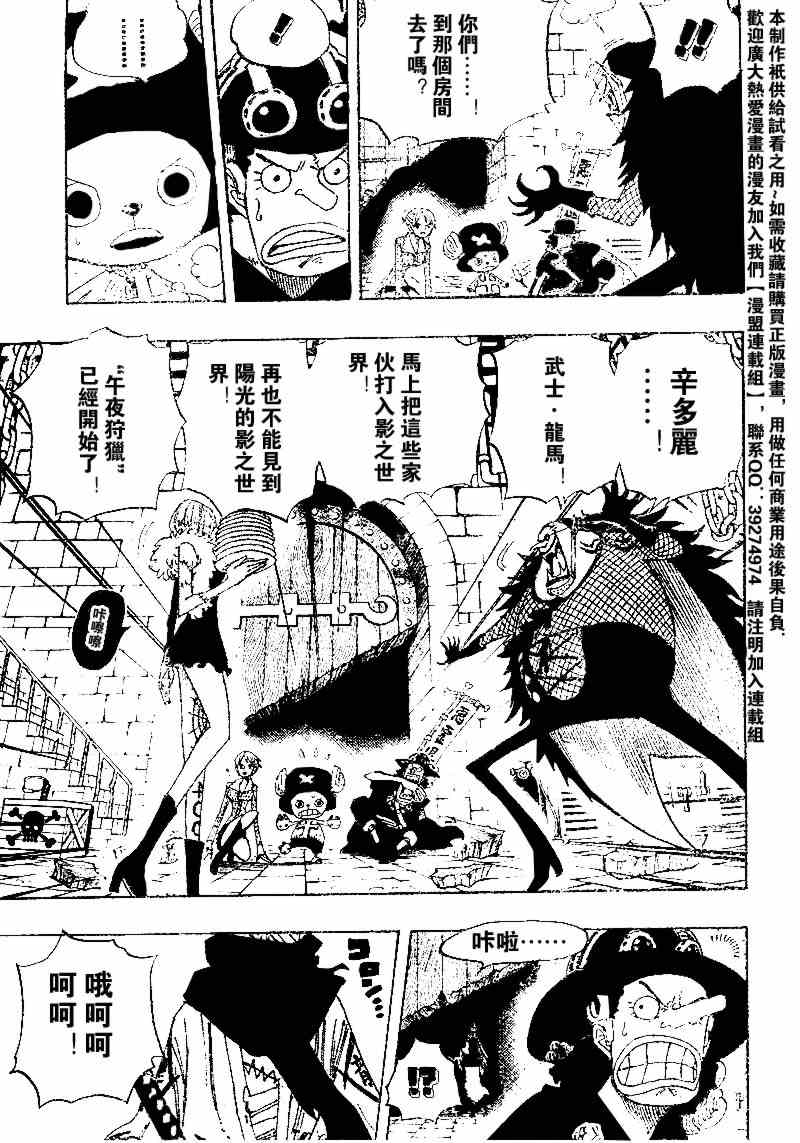 本制作祇供給試看之用~如需收藏請購買正版漫畫，用做任何商業用途後果自負.
歡迎廣大熱愛漫畫的漫友加入我們【漫盟連載組】，聯系QQ：39274974 請注明加入連載組
!!
你們……！
到那個房間
去了嗎？
！
…………
辛多麗
……！
武士．龍馬！
馬上把這些家
伙打入影之世
界！
再也不能見到
陽光的影之世
界！
“午夜狩獵”
已經開始了！
咔嚓嚓
咔啦……
!?
哦呵呵
呵呵！